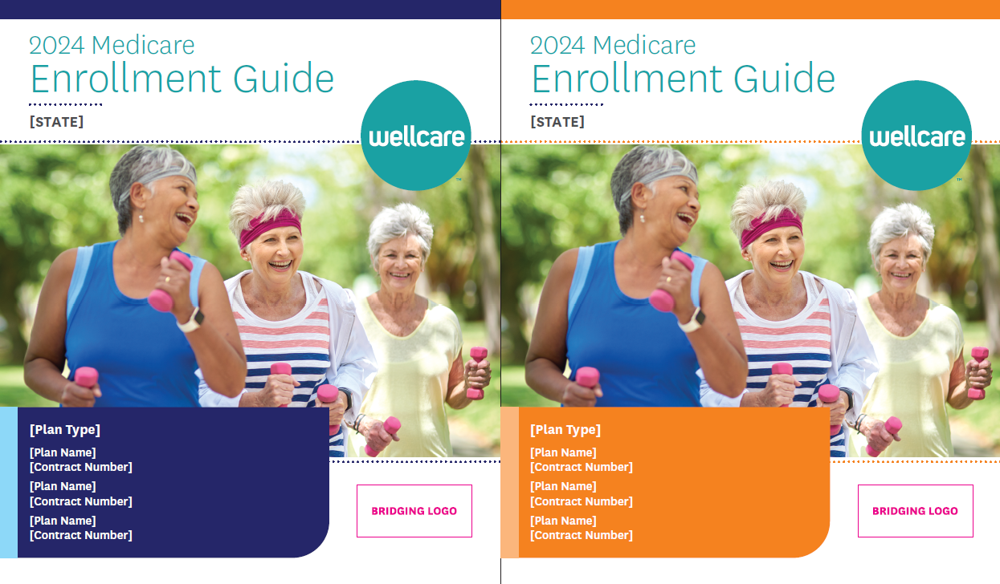 2024 Medicare
Enrollment Guide
[STATE]
wellcare
™
[Plan Type]
[Plan Name]
[Contract Number]
[Plan Name]
[Contract Number]
[Plan Name]
[Contract Number]
BRIDGING LOGO
2024 Medicare
Enrollment Guide
[STATE]
wellcare
™
[Plan Type]
[Plan Name]
[Contract Number]
[Plan Name]
[Contract Number]
[Plan Name]
[Contract Number]
BRIDGING LOGO